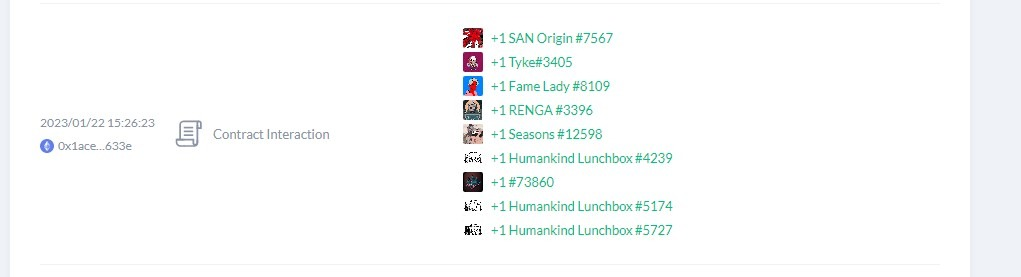 2023/01/22 15:26:23
0x1ace...633e
Contract Interaction
+1 SAN Origin #7567
+1 Tyke#3405
+1 Fame Lady #8109
+1 RENGA #3396
+1 Seasons #12598
+1 Humankind Lunchbox #4239
+1 #73860
+1 Humankind Lunchbox #5174
+1 Humankind Lunchbox #5727